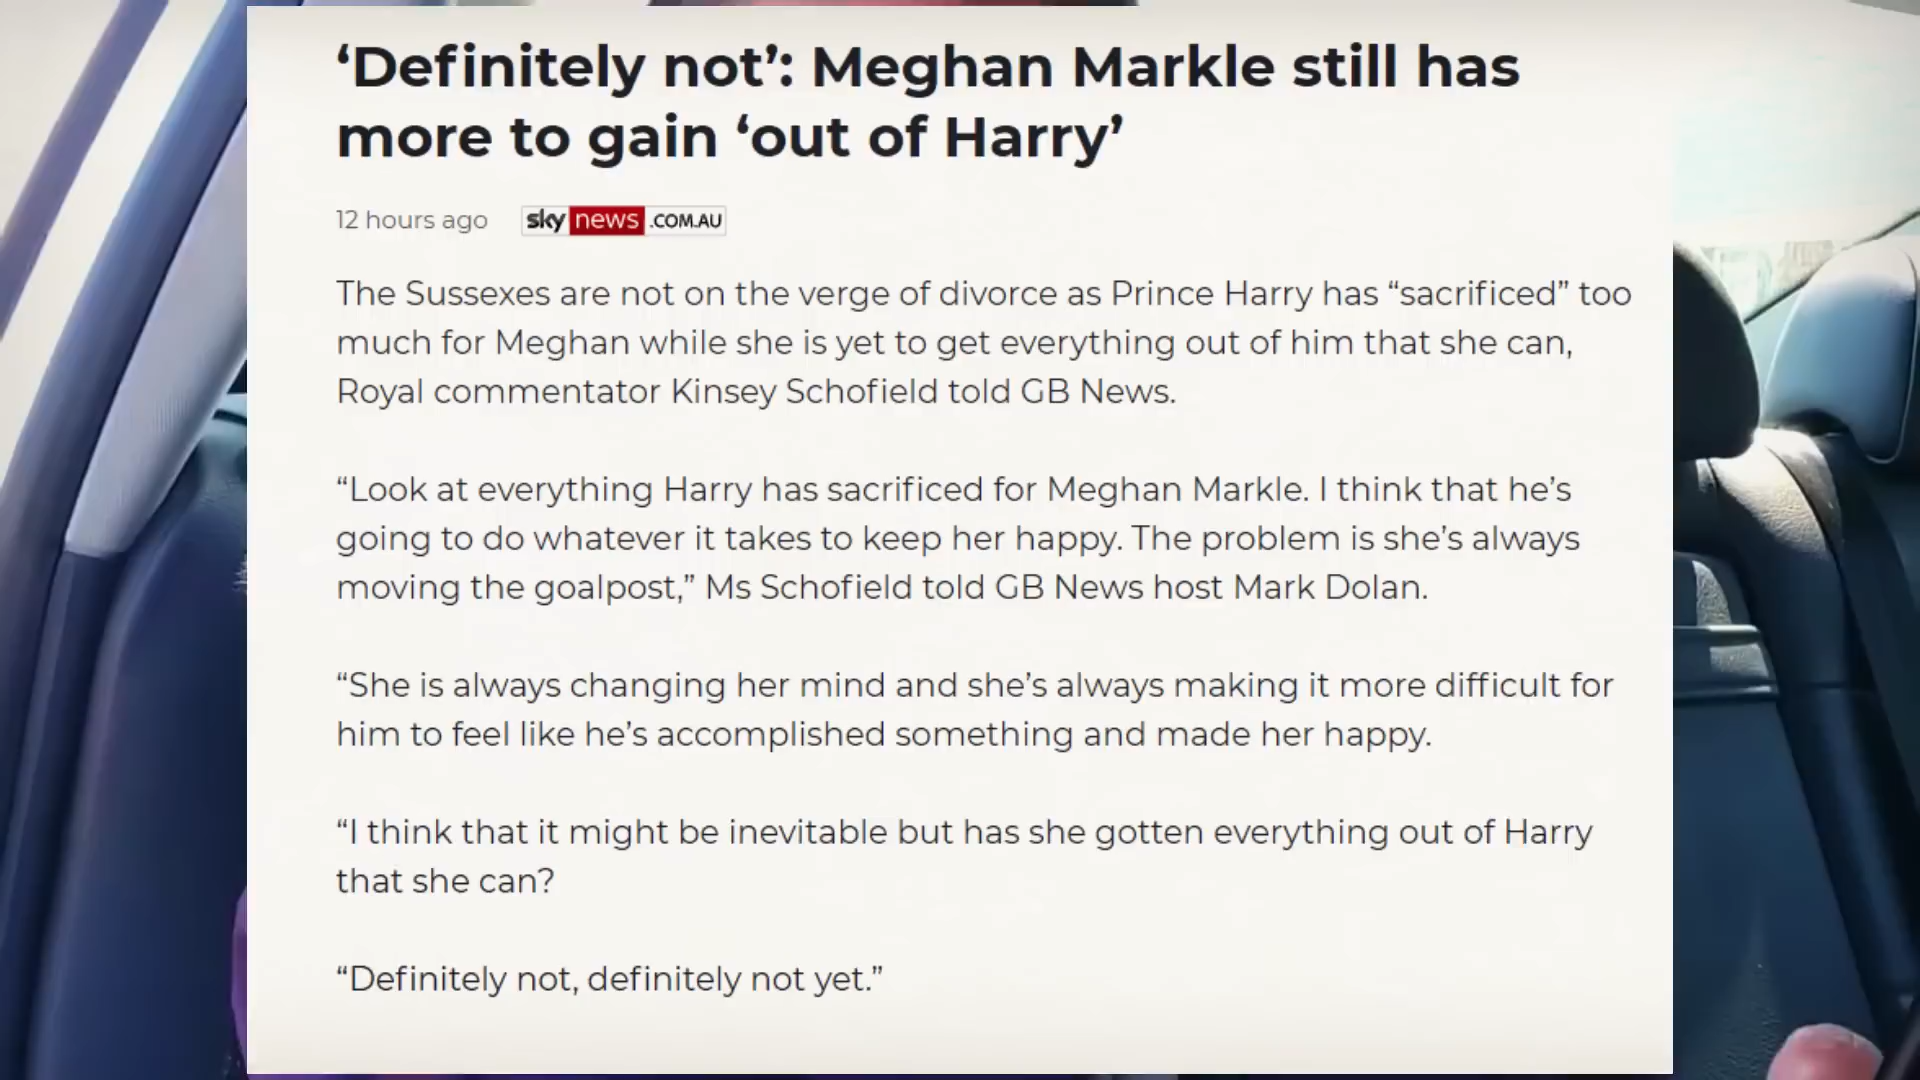 ‘Definitely not’: Meghan Markle still has
more to gain ‘out of Harry’
12 hours ago sky news .COM.AU
The Sussexes are not on the verge of divorce as Prince Harry has “sacrificed” too
much for Meghan while she is yet to get everything out of him that she can,
Royal commentator Kinsey Schofield told GB News.
“Look at everything Harry has sacrificed for Meghan Markle. I think that he’s
going to do whatever it takes to keep her happy. The problem is she’s always
moving the goalpost,” Ms Schofield told GB News host Mark Dolan.
“She is always changing her mind and she’s always making it more difficult for
him to feel like he’s accomplished something and made her happy.
“I think that it might be inevitable but has she gotten everything out of Harry
that she can?
“Definitely not, definitely not yet.”